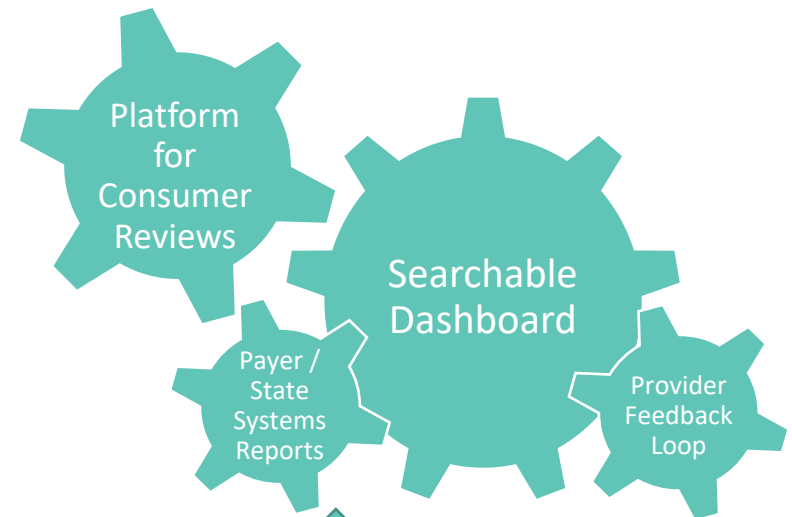 Platform
for
Consumer
Reviews
Searchable
Dashboard
Payer /
State
Systems
Reports
Provider
Feedback
Loop